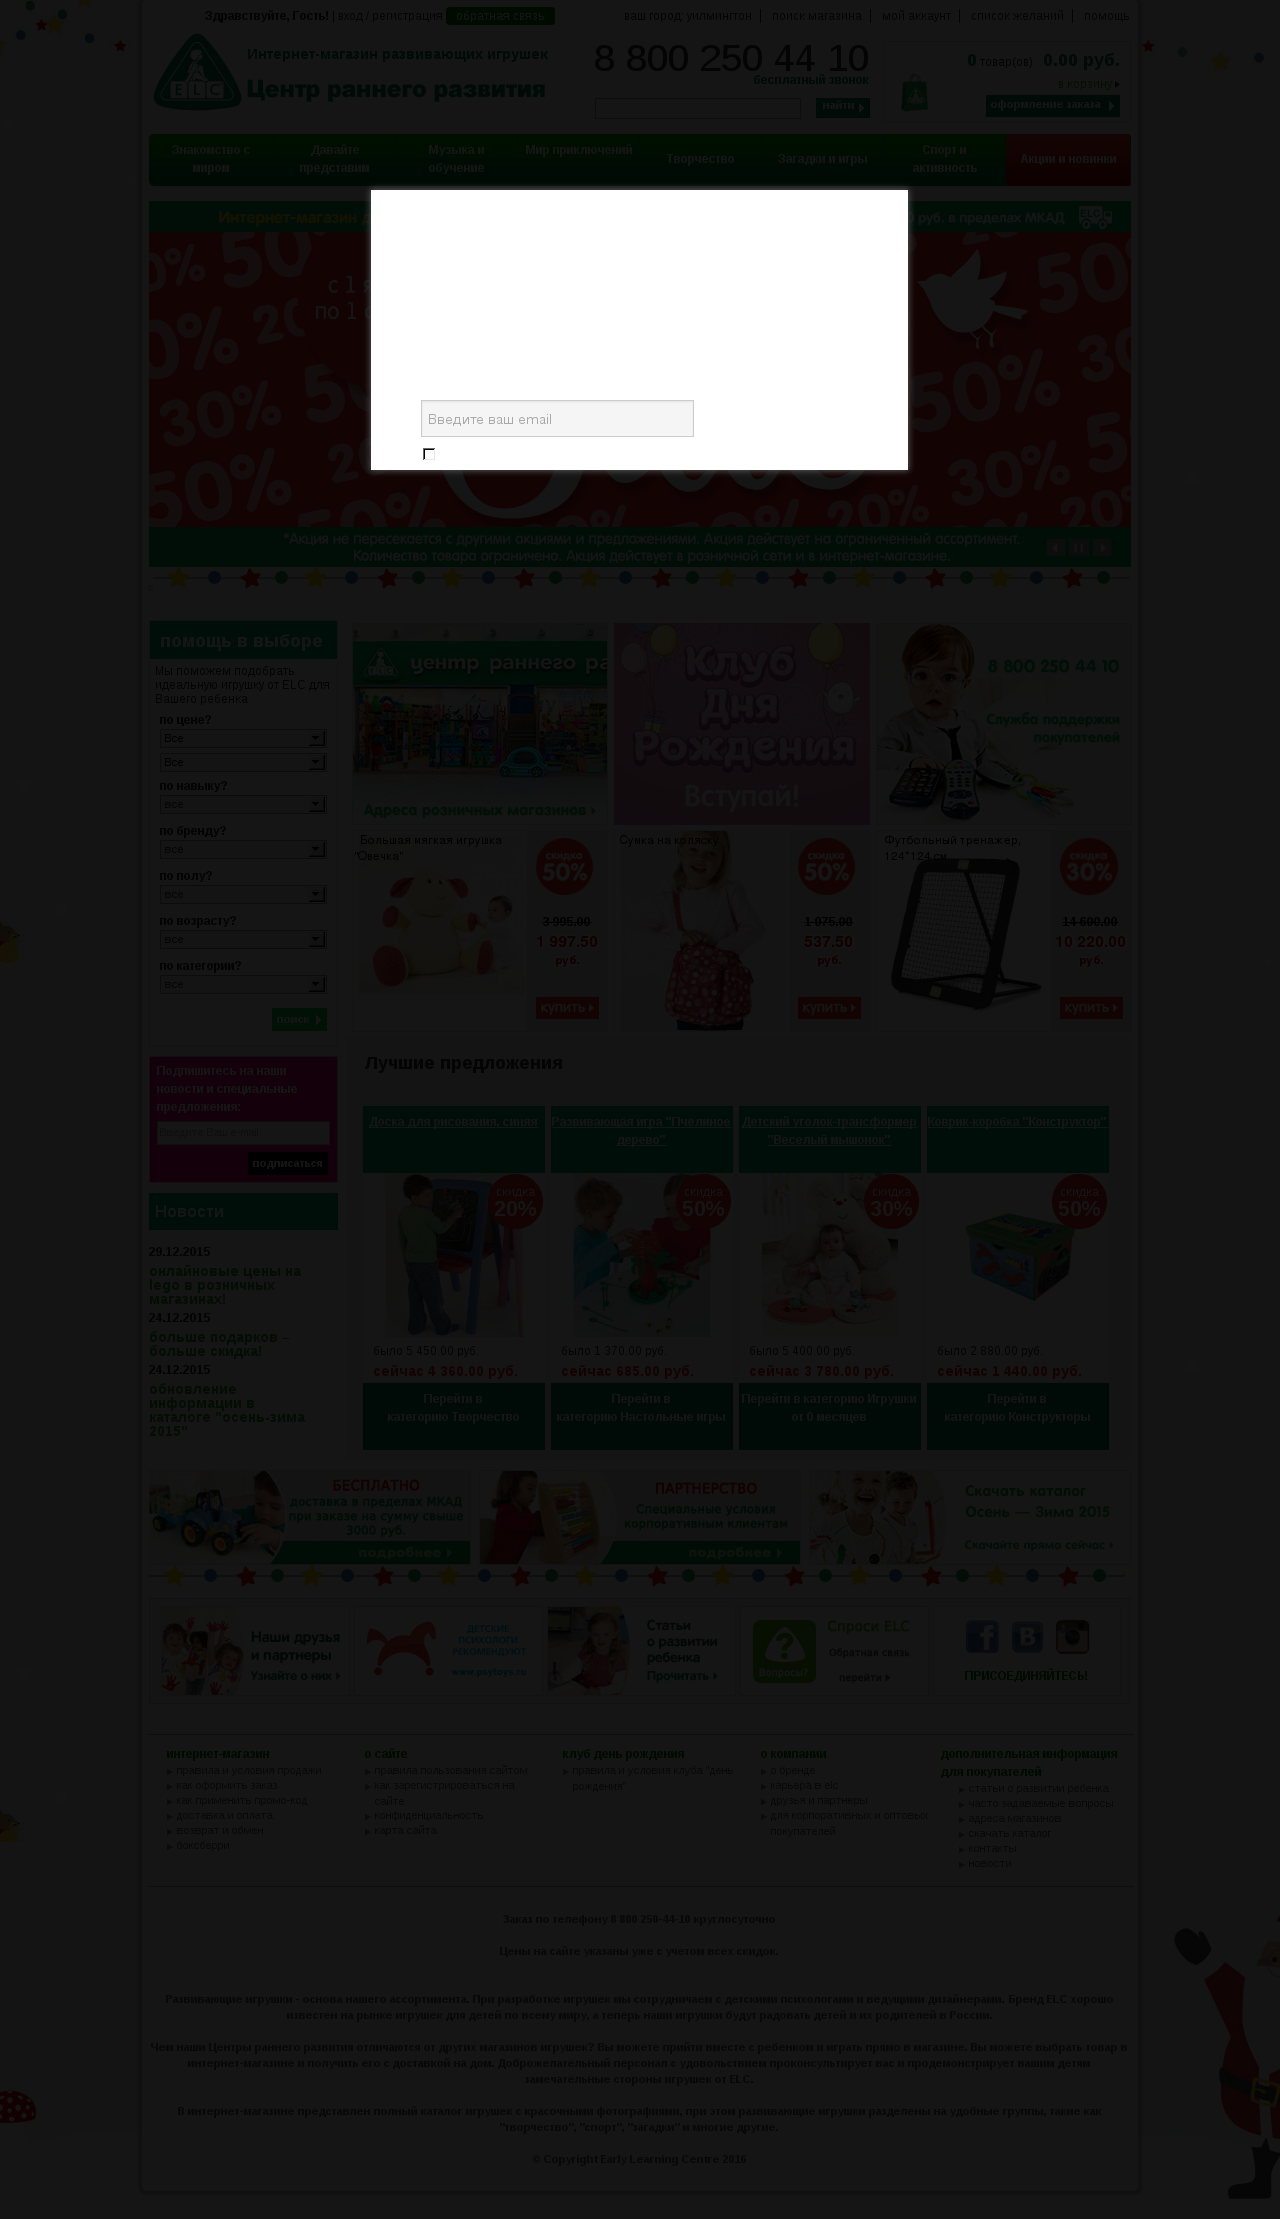 Здравствуйте, Гость! | вход / регистрация обратная связь
ваш город: уилмингтон | поиск магазина | мой аккаунт | список желаний | помощь
Интернет-магазин развивающих игрушек
ELC
Центр раннего развития
8 800 250 44 10
бесплатный звонок
найти
0 товар(ов) 0.00 руб.
в корзину
оформление заказа
Знакомство с миром
Давайте представим
Музыка и обучение
Мир приключений
Творчество
Загадки и игры
Спорт и активность
Акции и новинки
Интернет-магазин
руб. в пределах МКАД
Введите ваш email
*Акция не пересекается с другими акциями и предложениями. Акция действует на ограниченный ассортимент.
Количество товара ограничено. Акция действует в розничной сети и в интернет-магазине.
помощь в выборе
Мы поможем подобрать
идеальную игрушку от ELC для
Вашего ребенка
по цене?
Все
Все
по навыку?
все
по бренду?
все
по полу?
все
по возрасту?
все
по категории?
все
поиск
центр раннего ра
Адреса розничных магазинов
Клуб
Дня
Рождения
Вступай!
8 800 250 44 10
Служба поддержки
покупателей
Большая мягкая игрушка
"Овечка"
скидка
50%
3 995.00
1 997.50
руб.
купить
Сумка на коляску
скидка
50%
1 075.00
537.50
руб.
купить
Футбольный тренажер,
124*124 см
скидка
30%
14 600.00
10 220.00
руб.
купить
Подпишитесь на наши
новости и специальные
предложения:
Введите Ваш e-mail
подписаться
Новости
29.12.2015
онлайновые цены на
lego в розничных
магазинах!
24.12.2015
больше подарков -
больше скидка!
24.12.2015
обновление
информации в
каталоге "осень-зима
2015"
Лучшие предложения
Доска для рисования, синяя
скидка
20%
было 5 450.00 руб.
сейчас 4 360.00 руб.
Перейти в
категорию Творчество
Развивающая игра "Пчелиное
дерево"
скидка
50%
было 1 370.00 руб.
сейчас 685.00 руб.
Перейти в
категорию Настольные игры
Детский уголок-трансформер
"Веселый мышонок"
скидка
30%
было 5 400.00 руб.
сейчас 3 780.00 руб.
Перейти в категорию Игрушки
от 0 месяцев
Коврик-коробка "Конструктор"
скидка
50%
было 2 880.00 руб.
сейчас 1 440.00 руб.
Перейти в
категорию Конструкторы
БЕСПЛАТНО
доставка в пределах МКАД
при заказе на сумму свыше
3000 руб.
подробнее
ПАРТНЕРСТВО
Специальные условия
корпоративным клиентам
подробнее
Скачать каталог
Осень — Зима 2015
Скачайте прямо сейчас
Наши друзья
и партнеры
Узнайте о них
ДЕТСКИЕ
ПСИХОЛОГИ
РЕКОМЕНДУЮТ
www.psytoys.ru
Статьи
о развитии
ребенка
Прочитать
Вопросы?
Спроси ELC
Обратная связь
перейти
ПРИСОЕДИНЯЙТЕСЬ!
интернет-магазин
правила и условия продажи
как оформить заказ
как применить промо-код
доставка и оплата
возврат и обмен
боксберри
о сайте
правила пользования сайтом
как зарегистрироваться на
сайте
конфиденциальность
карта сайта
клуб день рождения
правила и условия клуба "день
рождения"
о компании
о бренде
карьера в elc
друзья и партнеры
для корпоративных и оптовых
покупателей
дополнительная информация
для покупателей
статьи о развитии ребенка
часто задаваемые вопросы
адреса магазинов
скачать каталог
контакты
новости
Заказ по телефону 8 800 250-44-10 круглосуточно
Цены на сайте указаны уже с учетом всех скидок.
Развивающие игрушки - основа нашего ассортимента. При разработке игрушек мы сотрудничаем с детскими психологами и ведущими дизайнерами. Бренд ELC хорошо
известен на рынке игрушек для детей по всему миру, а теперь наши игрушки будут радовать детей и их родителей в России.
Чем наши Центры раннего развития отличаются от других магазинов игрушек? Вы можете прийти вместе с ребенком и играть прямо в магазине. Вы можете выбрать товар в
интернет-магазине и получить его с доставкой на дом. Доброжелательный персонал с удовольствием проконсультирует вас и продемонстрирует вашим детям
замечательные стороны игрушек от ELC.
В интернет-магазине представлен полный каталог игрушек с красочными фотографиями, при этом развивающие игрушки разделены на удобные группы, такие как
"творчество", "спорт", "загадки" и многие другие.
© Copyright Early Learning Centre 2016